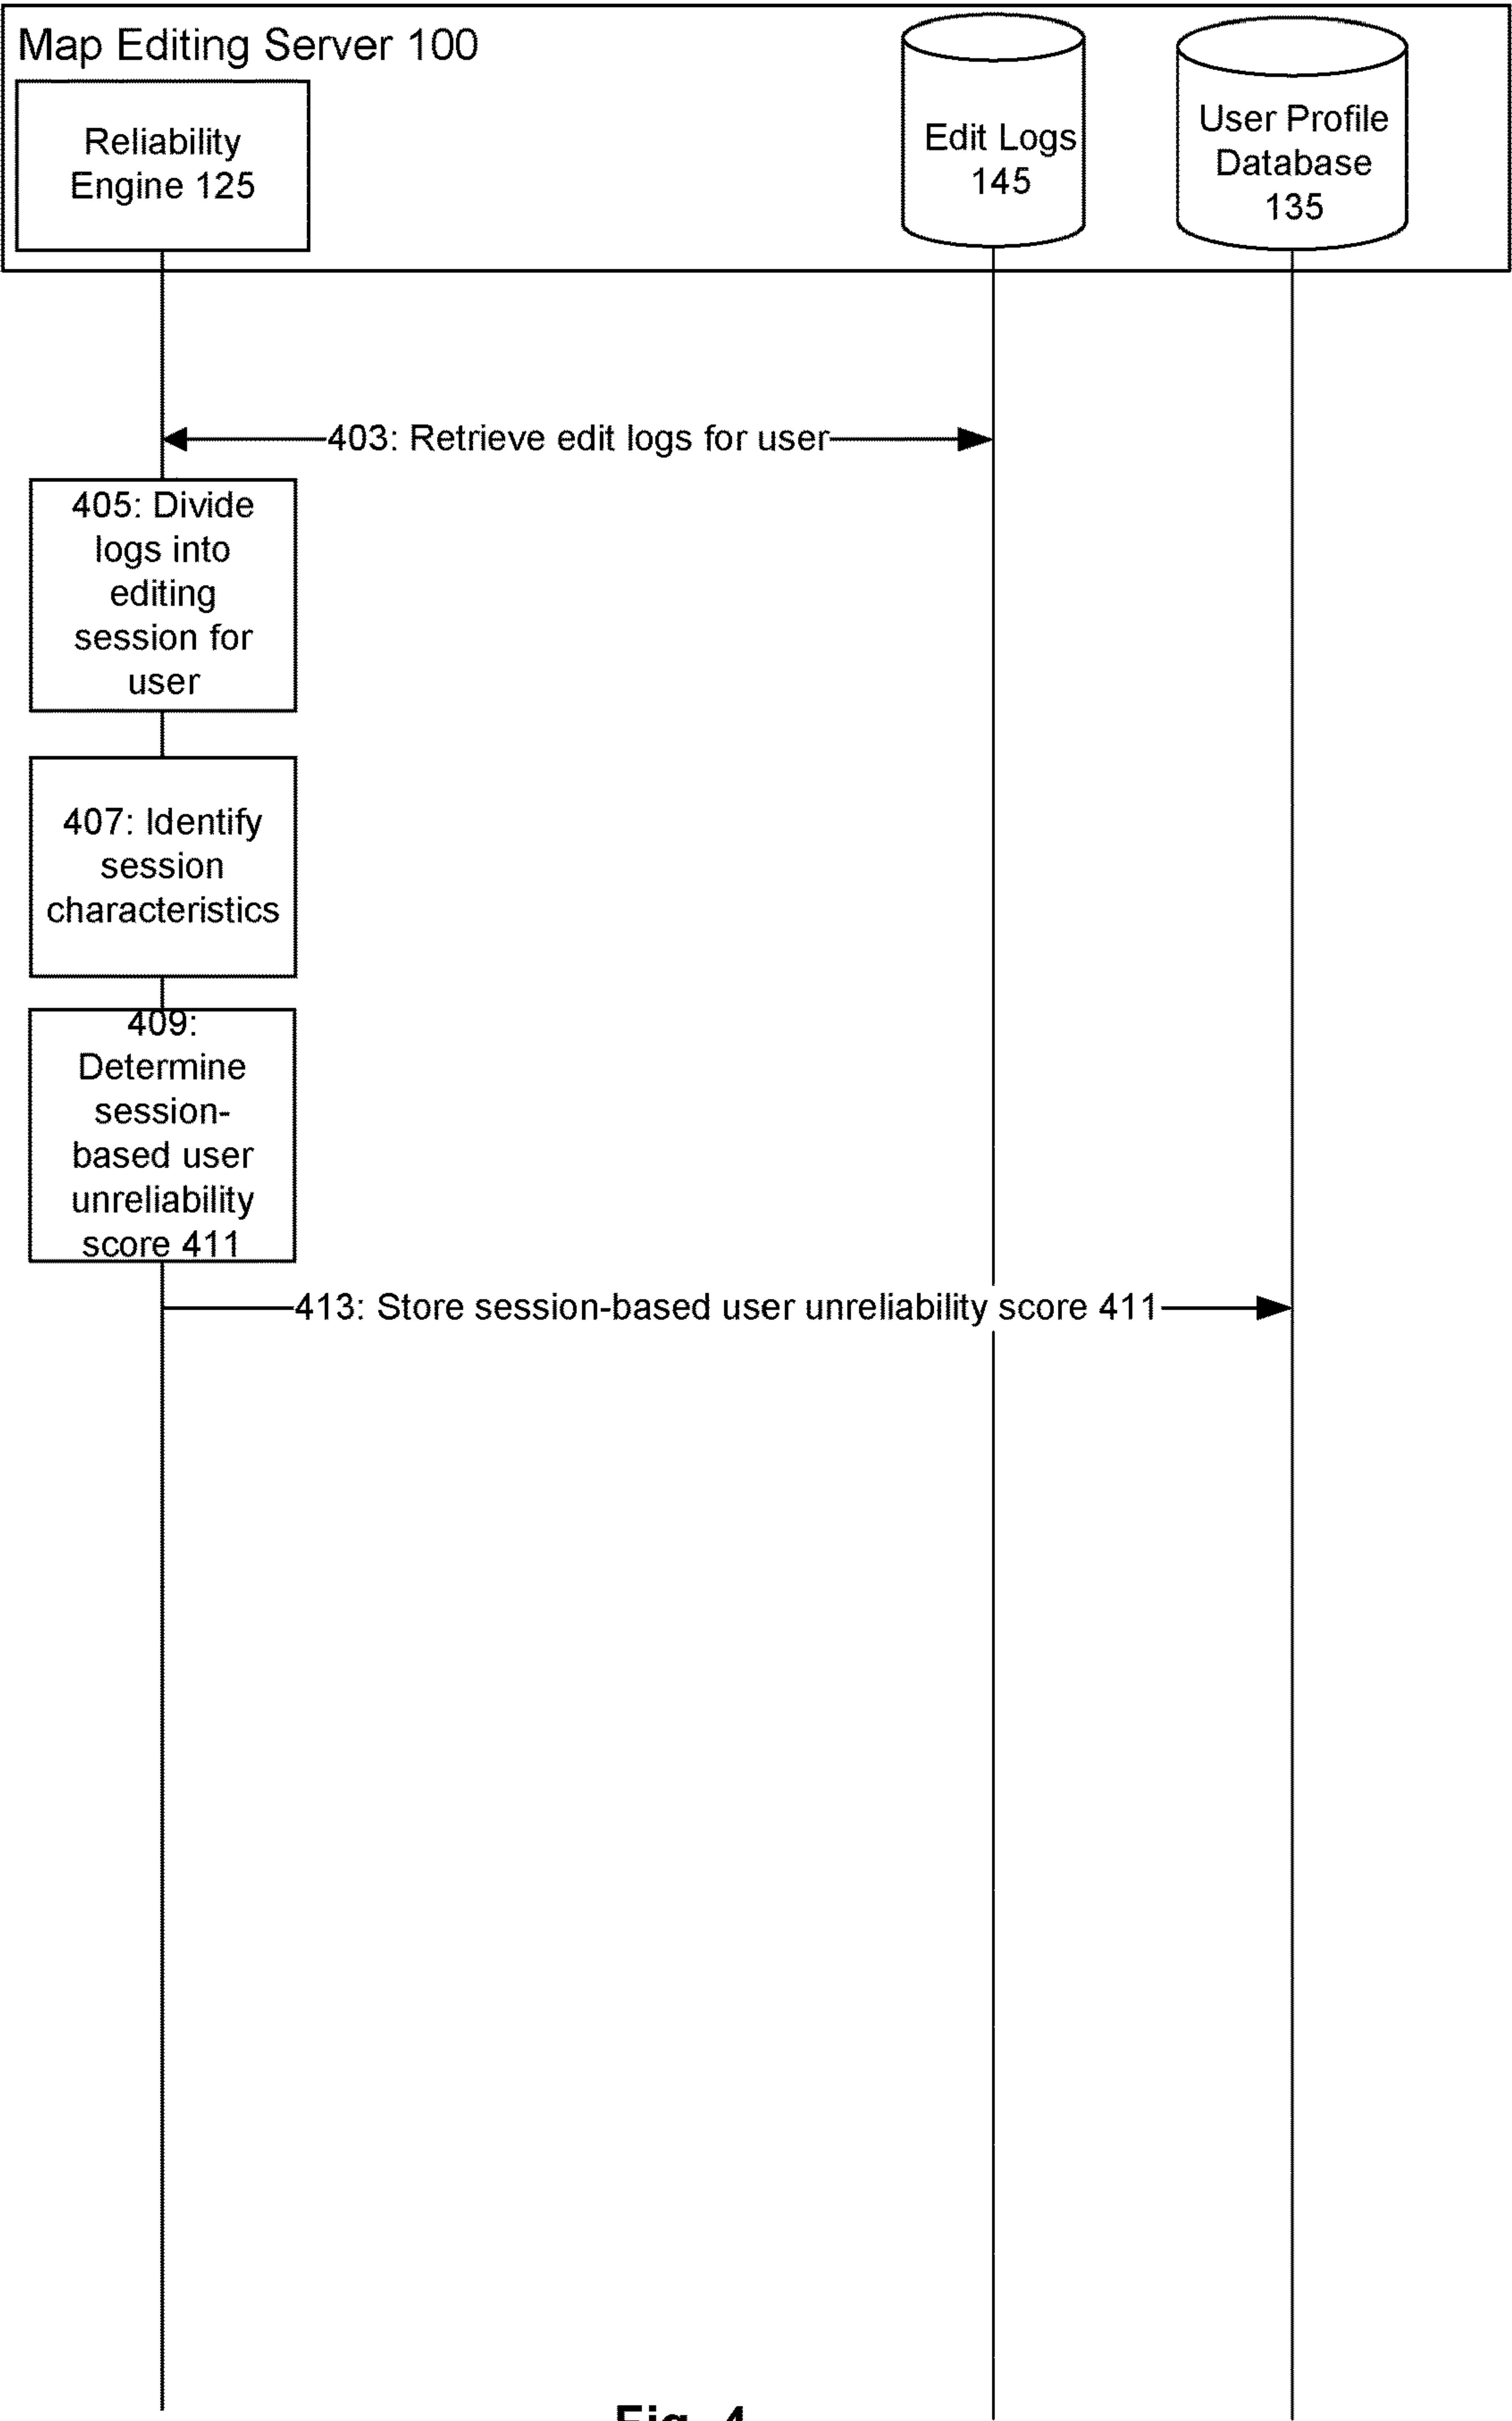 Map Editing Server 100
Reliability
Engine 125
Edit Logs
145
User Profile
Database
135
403: Retrieve edit logs for user
405: Divide
logs into
editing
session for
user
407: Identify
session
characteristics
409:
Determine
session-
based user
unreliability
score 411
413: Store session-based user unreliability score 411
Fig. 4